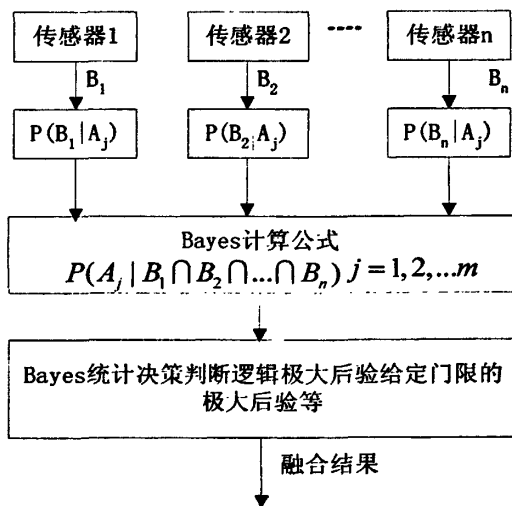 传感器1 传感器2 ---- 传感器n
B₁ B₂ Bₙ
P(B₁|Aⱼ) P(B₂|Aⱼ) P(Bₙ|Aⱼ)
Bayes计算公式
P(Aⱼ | B₁⋂B₂⋂...⋂Bₙ) j = 1,2,...m
Bayes统计决策判断逻辑极大后验给定门限的
极大后验等
融合结果